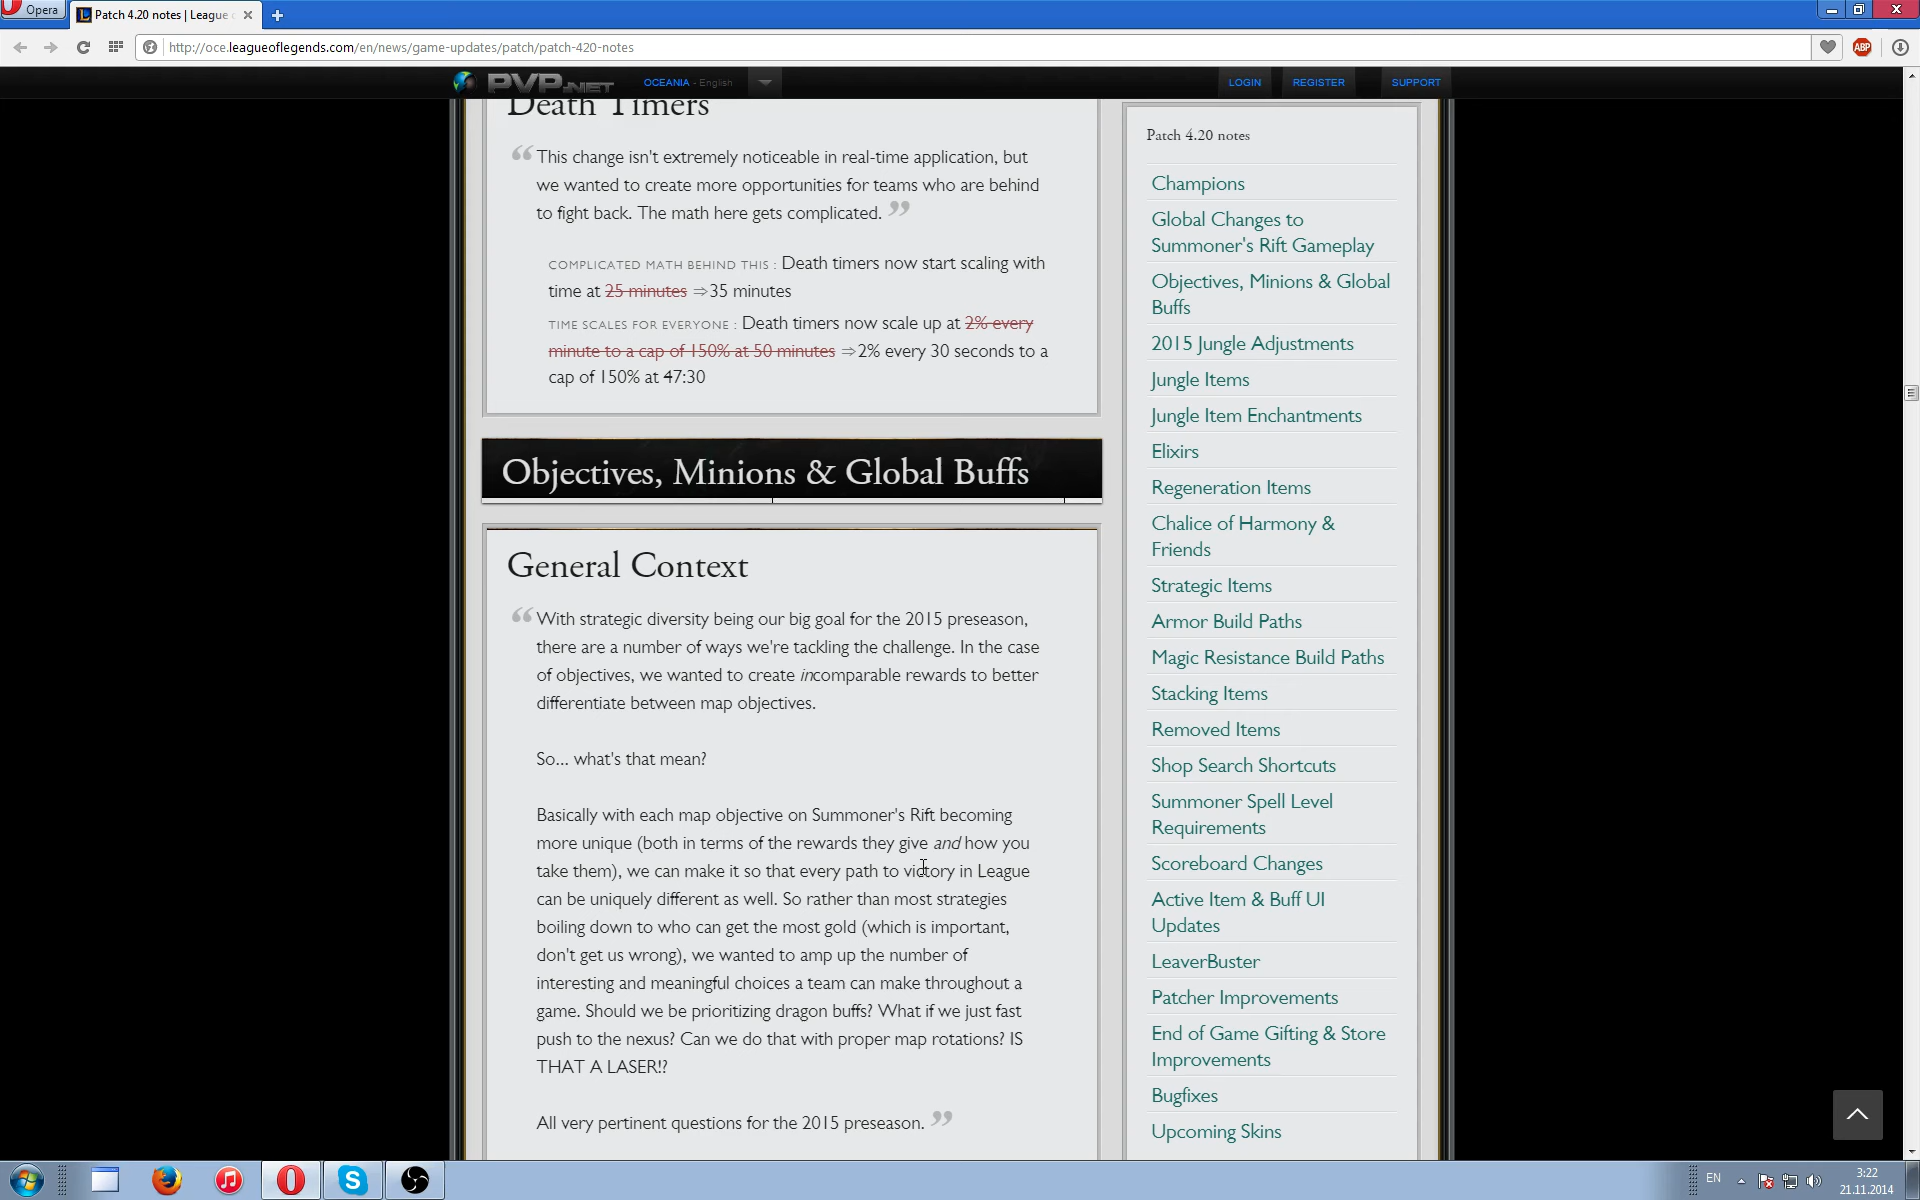 Opera
Patch 4.20 notes | League
http://oce.leagueoflegends.com/en/news/game-updates/patch/patch-420-notes
ABP
PVP.NET
OCEANIA - English
LOGIN
REGISTER
SUPPORT
Death Timers
“ This change isn't extremely noticeable in real-time application, but
we wanted to create more opportunities for teams who are behind
to fight back. The math here gets complicated. ”
COMPLICATED MATH BEHIND THIS : Death timers now start scaling with
time at 25 minutes ⇒35 minutes
TIME SCALES FOR EVERYONE : Death timers now scale up at 2% every
minute to a cap of 150% at 50 minutes ⇒2% every 30 seconds to a
cap of 150% at 47:30
Objectives, Minions & Global Buffs
General Context
“ With strategic diversity being our big goal for the 2015 preseason,
there are a number of ways we're tackling the challenge. In the case
of objectives, we wanted to create incomparable rewards to better
differentiate between map objectives.
So... what's that mean?
Basically with each map objective on Summoner's Rift becoming
more unique (both in terms of the rewards they give and how you
take them), we can make it so that every path to victory in League
can be uniquely different as well. So rather than most strategies
boiling down to who can get the most gold (which is important,
don't get us wrong), we wanted to amp up the number of
interesting and meaningful choices a team can make throughout a
game. Should we be prioritizing dragon buffs? What if we just fast
push to the nexus? Can we do that with proper map rotations? IS
THAT A LASER!?
All very pertinent questions for the 2015 preseason. ”
Patch 4.20 notes
Champions
Global Changes to
Summoner's Rift Gameplay
Objectives, Minions & Global
Buffs
2015 Jungle Adjustments
Jungle Items
Jungle Item Enchantments
Elixirs
Regeneration Items
Chalice of Harmony &
Friends
Strategic Items
Armor Build Paths
Magic Resistance Build Paths
Stacking Items
Removed Items
Shop Search Shortcuts
Summoner Spell Level
Requirements
Scoreboard Changes
Active Item & Buff UI
Updates
LeaverBuster
Patcher Improvements
End of Game Gifting & Store
Improvements
Bugfixes
Upcoming Skins
EN
3:22
21.11.2014